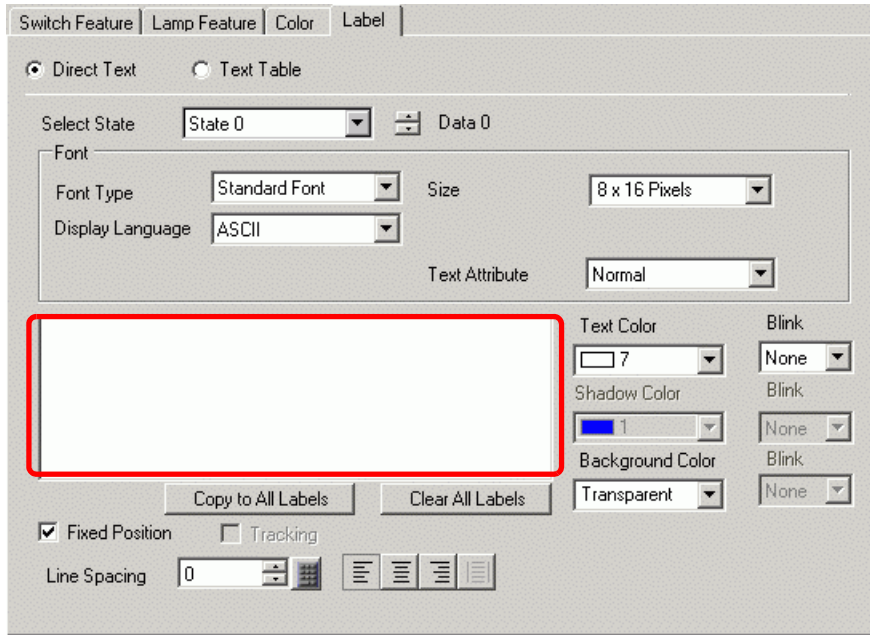 Switch Feature Lamp Feature Color Label
Direct Text Text Table
Select State State 0 Data 0
Font
Font Type Standard Font Size 8 x 16 Pixels
Display Language ASCII
Text Attribute Normal
Text Color Blink
7 None
Shadow Color Blink
1 None
Background Color Blink
Transparent None
Copy to All Labels Clear All Labels
Fixed Position Tracking
Line Spacing 0